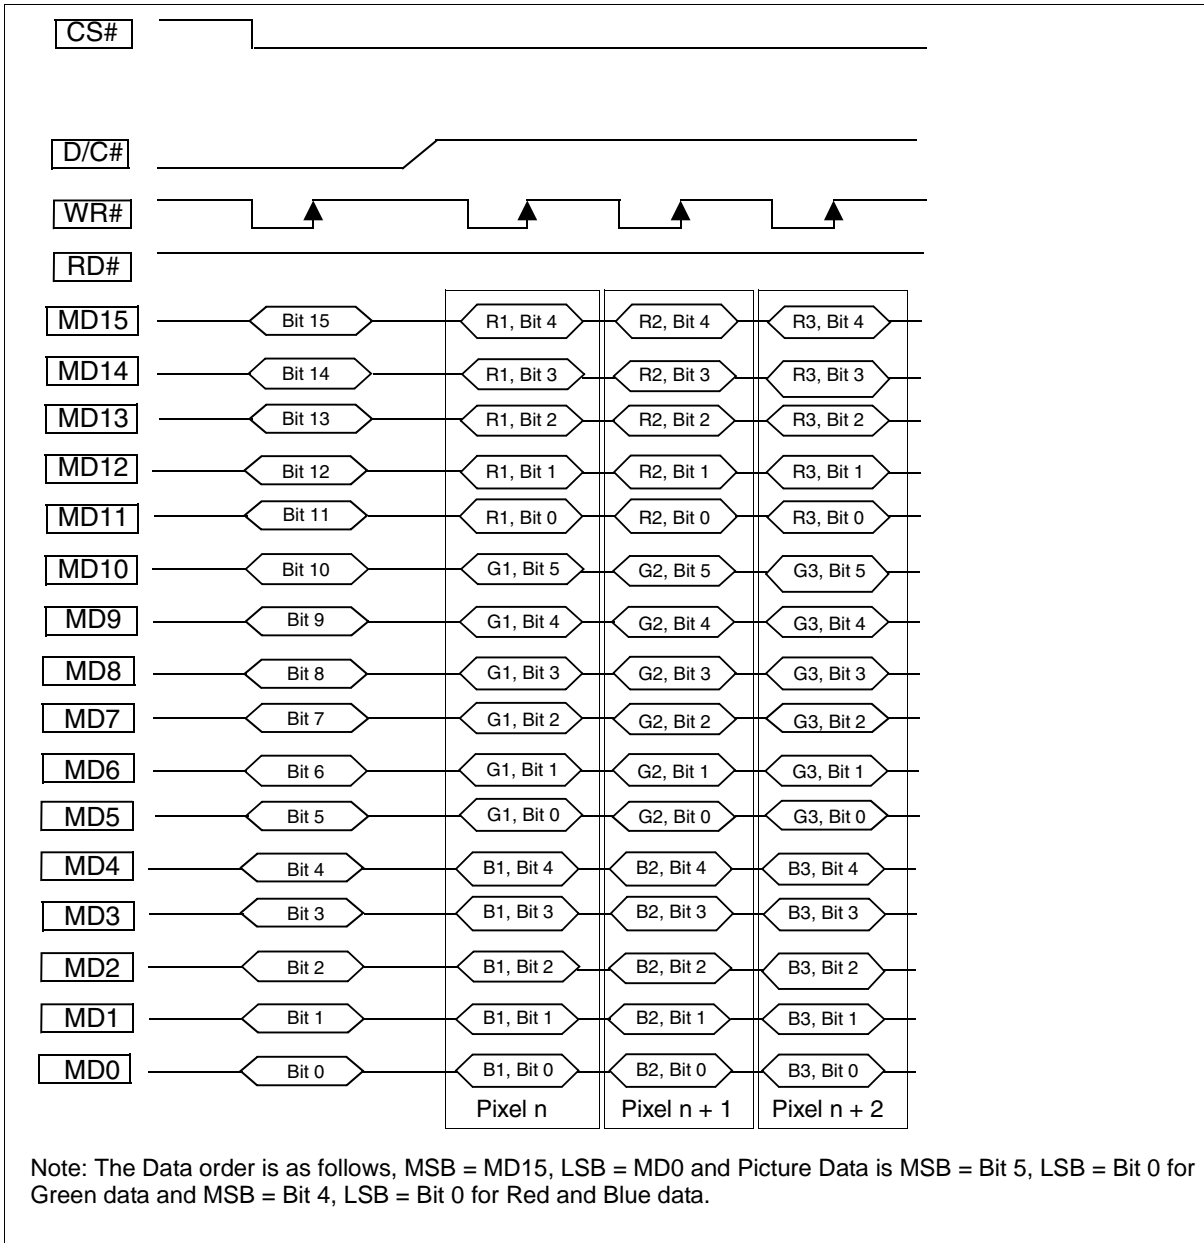 CS#
D/C#
WR#
RD#
MD15 Bit 15 R1, Bit 4 R2, Bit 4 R3, Bit 4
MD14 Bit 14 R1, Bit 3 R2, Bit 3 R3, Bit 3
MD13 Bit 13 R1, Bit 2 R2, Bit 2 R3, Bit 2
MD12 Bit 12 R1, Bit 1 R2, Bit 1 R3, Bit 1
MD11 Bit 11 R1, Bit 0 R2, Bit 0 R3, Bit 0
MD10 Bit 10 G1, Bit 5 G2, Bit 5 G3, Bit 5
MD9 Bit 9 G1, Bit 4 G2, Bit 4 G3, Bit 4
MD8 Bit 8 G1, Bit 3 G2, Bit 3 G3, Bit 3
MD7 Bit 7 G1, Bit 2 G2, Bit 2 G3, Bit 2
MD6 Bit 6 G1, Bit 1 G2, Bit 1 G3, Bit 1
MD5 Bit 5 G1, Bit 0 G2, Bit 0 G3, Bit 0
MD4 Bit 4 B1, Bit 4 B2, Bit 4 B3, Bit 4
MD3 Bit 3 B1, Bit 3 B2, Bit 3 B3, Bit 3
MD2 Bit 2 B1, Bit 2 B2, Bit 2 B3, Bit 2
MD1 Bit 1 B1, Bit 1 B2, Bit 1 B3, Bit 1
MD0 Bit 0 B1, Bit 0 B2, Bit 0 B3, Bit 0
Pixel n Pixel n + 1 Pixel n + 2
Note: The Data order is as follows, MSB = MD15, LSB = MD0 and Picture Data is MSB = Bit 5, LSB = Bit 0 for
Green data and MSB = Bit 4, LSB = Bit 0 for Red and Blue data.